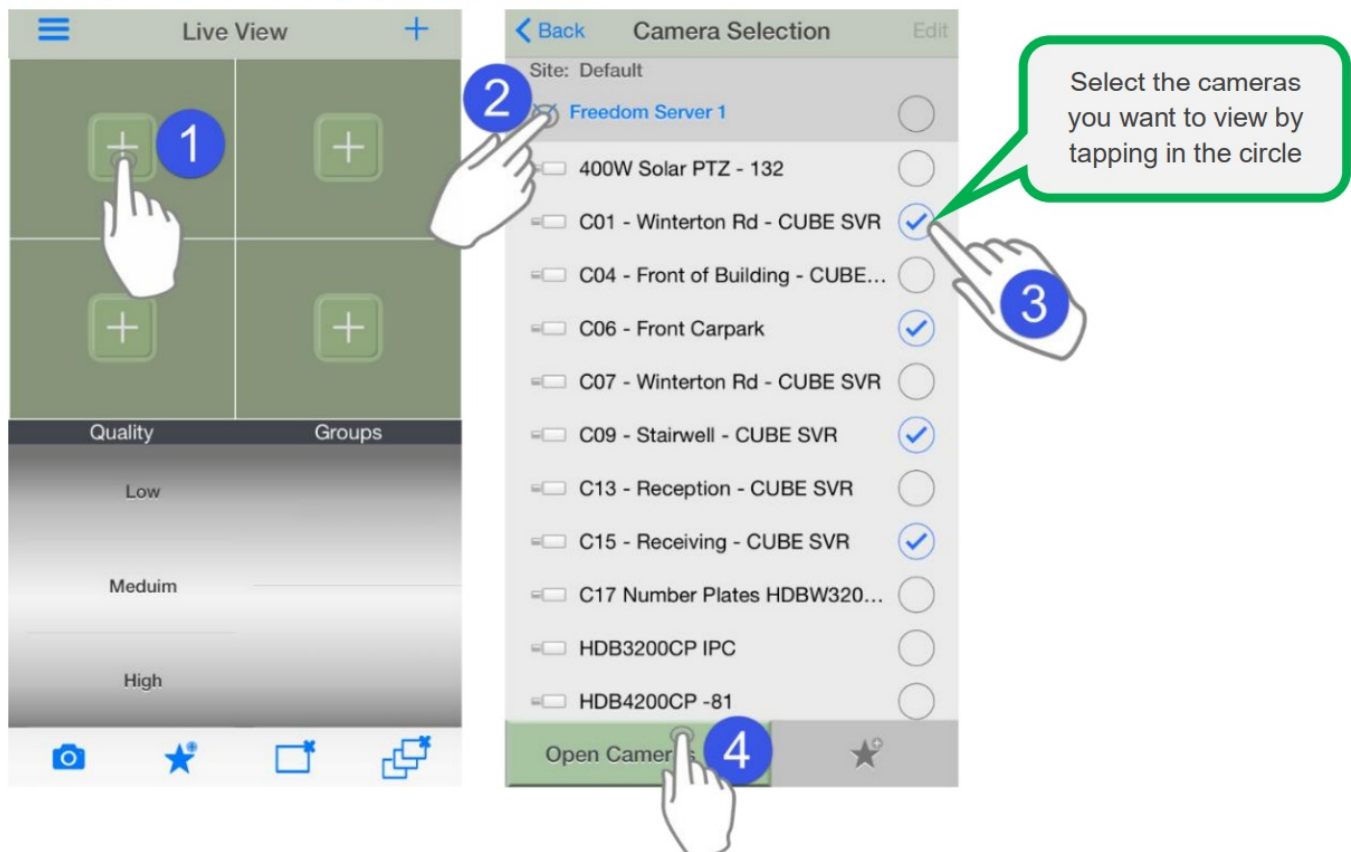 Live View
+
1
+
+
+
+
Quality
Groups
Low
Meduim
High
Back
Camera Selection
Edit
Site: Default
2
Freedom Server 1
400W Solar PTZ - 132
C01 - Winterton Rd - CUBE SVR
C04 - Front of Building - CUBE...
C06 - Front Carpark
C07 - Winterton Rd - CUBE SVR
C09 - Stairwell - CUBE SVR
C13 - Reception - CUBE SVR
C15 - Receiving - CUBE SVR
C17 Number Plates HDBW320...
HDB3200CP IPC
HDB4200CP -81
Open Cameras
4
Select the cameras
you want to view by
tapping in the circle
3